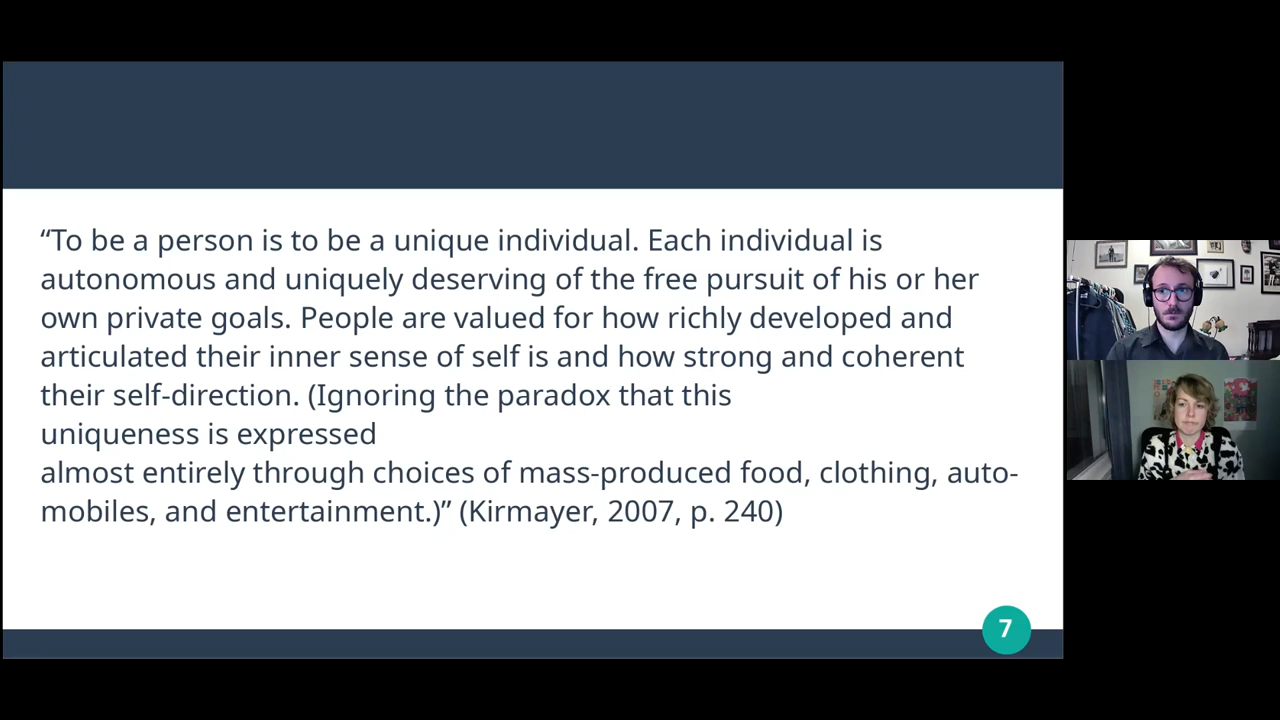 “To be a person is to be a unique individual. Each individual is
autonomous and uniquely deserving of the free pursuit of his or her
own private goals. People are valued for how richly developed and
articulated their inner sense of self is and how strong and coherent
their self-direction. (Ignoring the paradox that this
uniqueness is expressed
almost entirely through choices of mass-produced food, clothing, auto-
mobiles, and entertainment.)” (Kirmayer, 2007, p. 240)
7